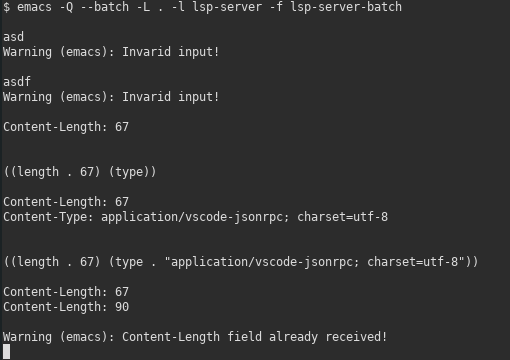 $ emacs -Q --batch -L . -l lsp-server -f lsp-server-batch
asd
Warning (emacs): Invarid input!
asdf
Warning (emacs): Invarid input!
Content-Length: 67
((length . 67) (type))
Content-Length: 67
Content-Type: application/vscode-jsonrpc; charset=utf-8
((length . 67) (type . "application/vscode-jsonrpc; charset=utf-8"))
Content-Length: 67
Content-Length: 90
Warning (emacs): Content-Length field already received!